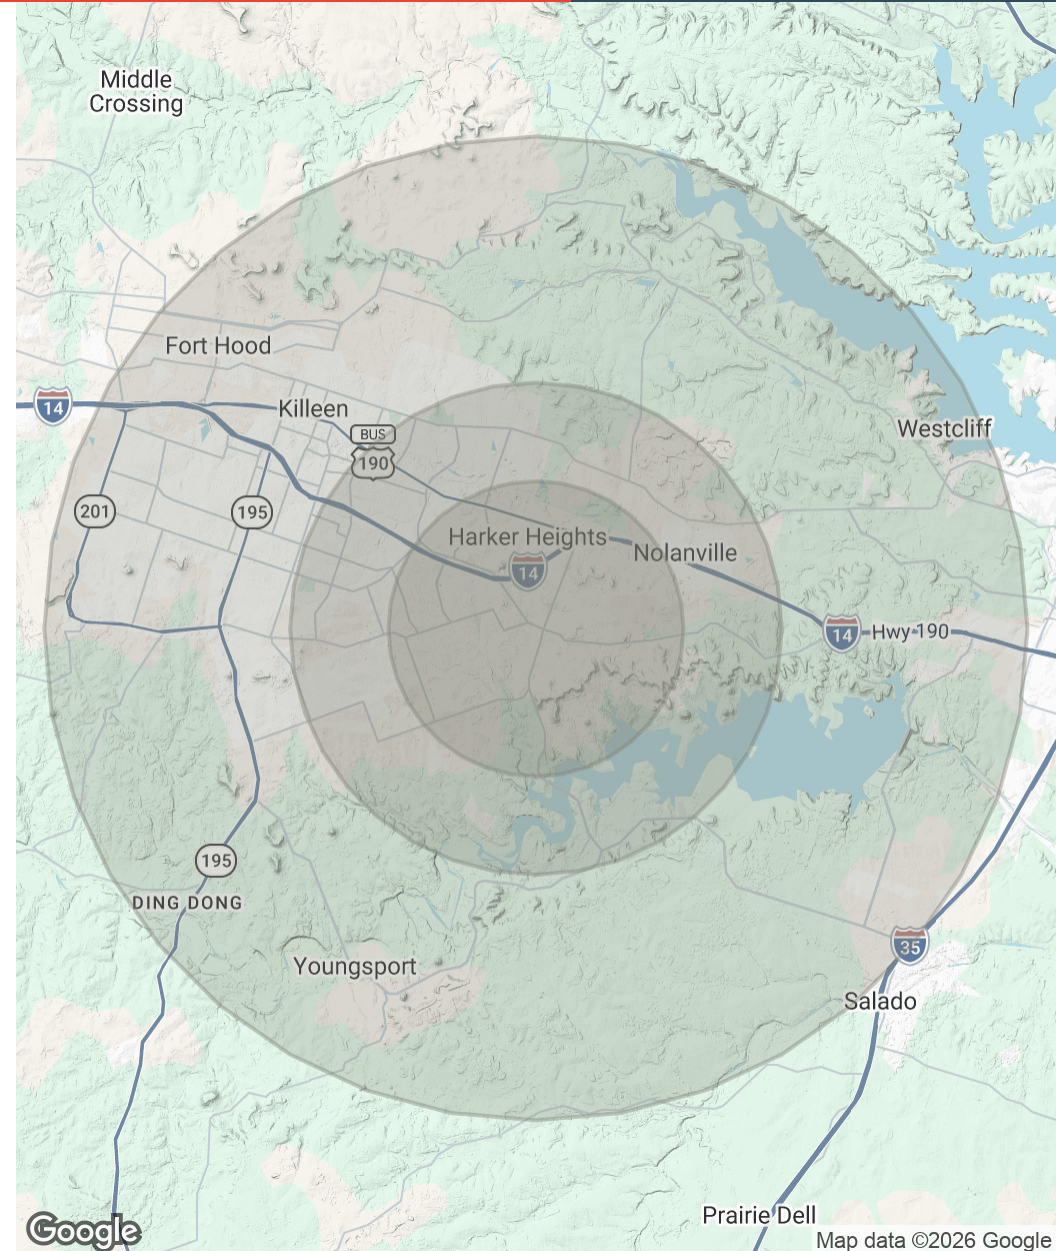 Middle
Crossing
Fort Hood
14
Killeen
BUS
190
Westcliff
201
195
Harker Heights
14
Nolanville
14
Hwy 190
195
DING DONG
Youngsport
35
Salado
Prairie Dell
Google
Map data ©2026 Google